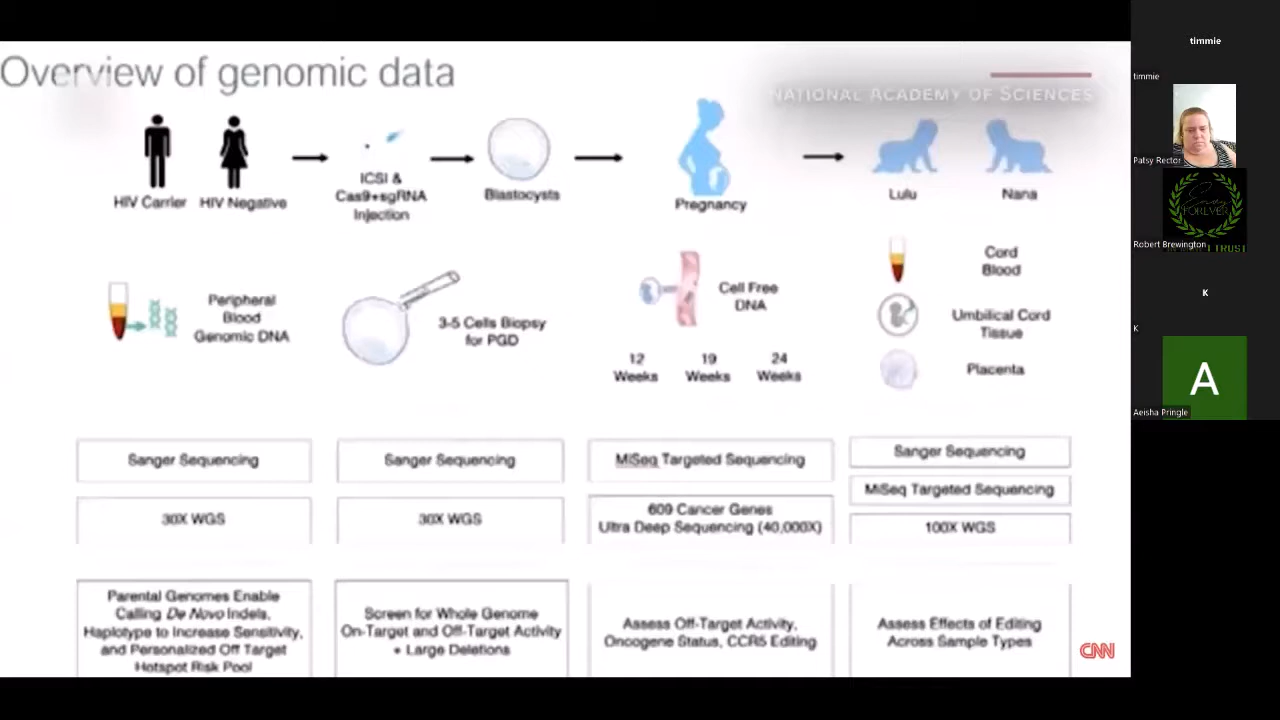 Overview of genomic data
NATIONAL ACADEMY OF SCIENCES
HIV Carrier
HIV Negative
ICSI &
Cas9+sgRNA
Injection
Blastocysts
Pregnancy
Lulu
Nana
Peripheral
Blood
Genomic DNA
3-5 Cells Biopsy
for PGD
Cell Free
DNA
12
Weeks
19
Weeks
24
Weeks
Cord
Blood
Umbilical Cord
Tissue
Placenta
Sanger Sequencing
30X WGS
Parental Genomes Enable
Calling De Novo Indels,
Haplotype to Increase Sensitivity,
and Personalized Off Target
Hotspot Risk Pool
Sanger Sequencing
30X WGS
Screen for Whole Genome
On-Target and Off-Target Activity
+ Large Deletions
MiSeq Targeted Sequencing
609 Cancer Genes
Ultra Deep Sequencing (40,000X)
Assess Off-Target Activity,
Oncogene Status, CCR5 Editing
Sanger Sequencing
MiSeq Targeted Sequencing
100X WGS
Assess Effects of Editing
Across Sample Types
CNN
timmie
timmie
Patsy Rector
FOREVER
TRUST
Robert Brewington
K
K
A
Aeisha Pringle